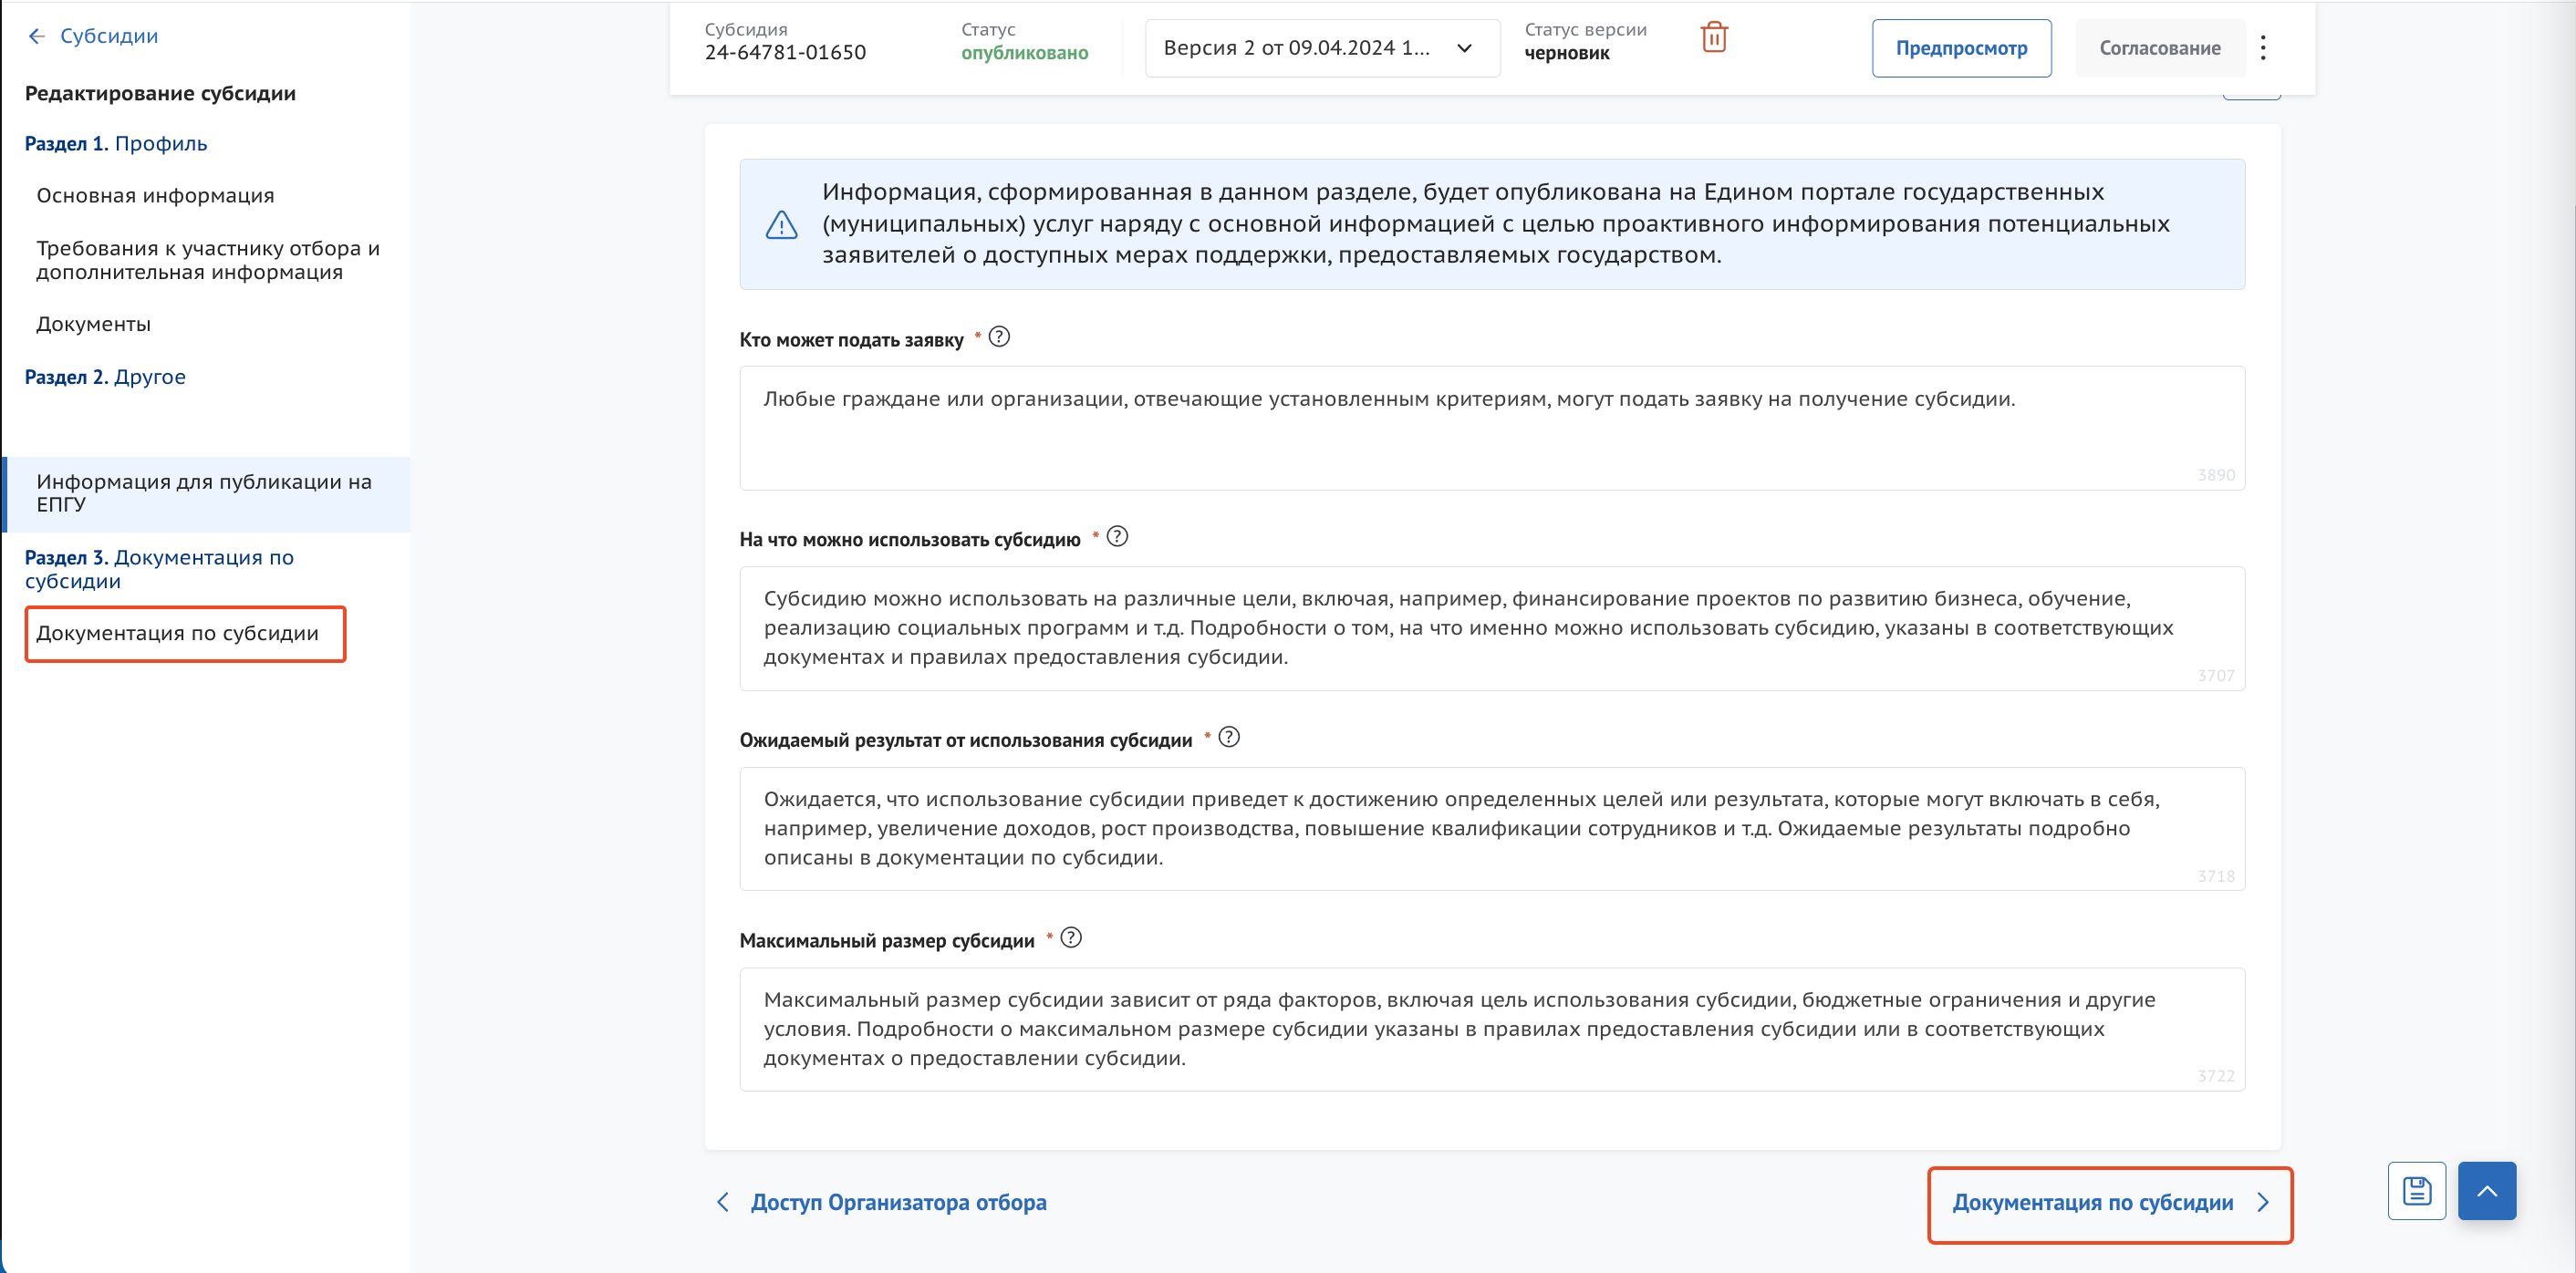 Субсидии
Редактирование субсидии
Раздел 1. Профиль
Основная информация
Требования к участнику отбора и
дополнительная информация
Документы
Раздел 2. Другое
Информация для публикации на
ЕПГУ
Раздел 3. Документация по
субсидии
Документация по субсидии
Субсидия
24-64781-01650
Статус
опубликовано
Версия 2 от 09.04.2024 1...
Статус версии
черновик
Предпросмотр
Согласование
Информация, сформированная в данном разделе, будет опубликована на Едином портале государственных
(муниципальных) услуг наряду с основной информацией с целью проактивного информирования потенциальных
заявителей о доступных мерах поддержки, предоставляемых государством.
Кто может подать заявку *
Любые граждане или организации, отвечающие установленным критериям, могут подать заявку на получение субсидии.
3890
На что можно использовать субсидию *
Субсидию можно использовать на различные цели, включая, например, финансирование проектов по развитию бизнеса, обучение,
реализацию социальных программ и т.д. Подробности о том, на что именно можно использовать субсидию, указаны в соответствующих
документах и правилах предоставления субсидии.
3707
Ожидаемый результат от использования субсидии *
Ожидается, что использование субсидии приведет к достижению определенных целей или результата, которые могут включать в себя,
например, увеличение доходов, рост производства, повышение квалификации сотрудников и т.д. Ожидаемые результаты подробно
описаны в документации по субсидии.
3718
Максимальный размер субсидии *
Максимальный размер субсидии зависит от ряда факторов, включая цель использования субсидии, бюджетные ограничения и другие
условия. Подробности о максимальном размере субсидии указаны в правилах предоставления субсидии или в соответствующих
документах о предоставлении субсидии.
3722
Доступ Организатора отбора
Документация по субсидии